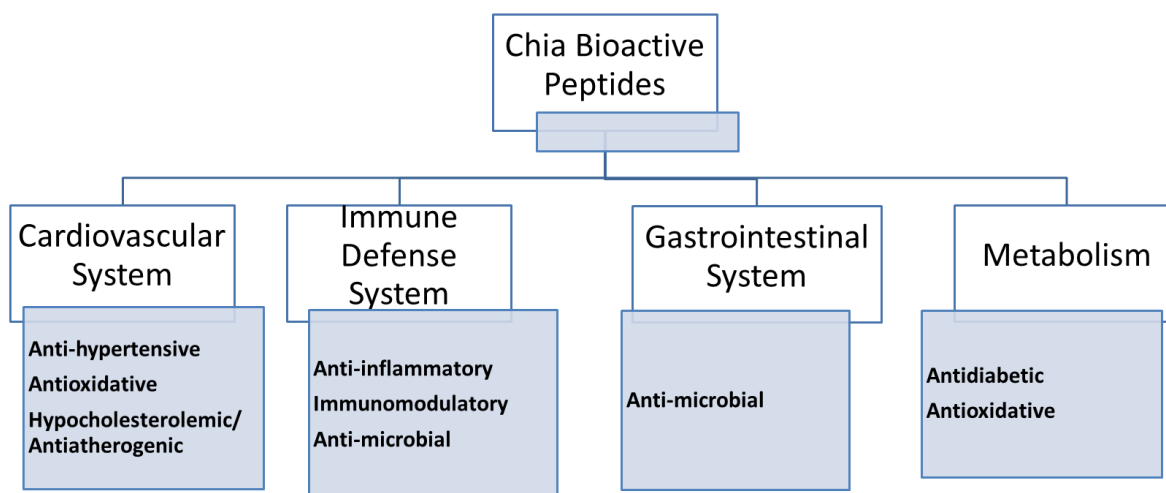 Chia Bioactive
Peptides
Cardiovascular
System
Anti-hypertensive
Antioxidative
Hypocholesterolemic/
Antiatherogenic
Immune
Defense
System
Anti-inflammatory
Immunomodulatory
Anti-microbial
Gastrointestinal
System
Anti-microbial
Metabolism
Antidiabetic
Antioxidative